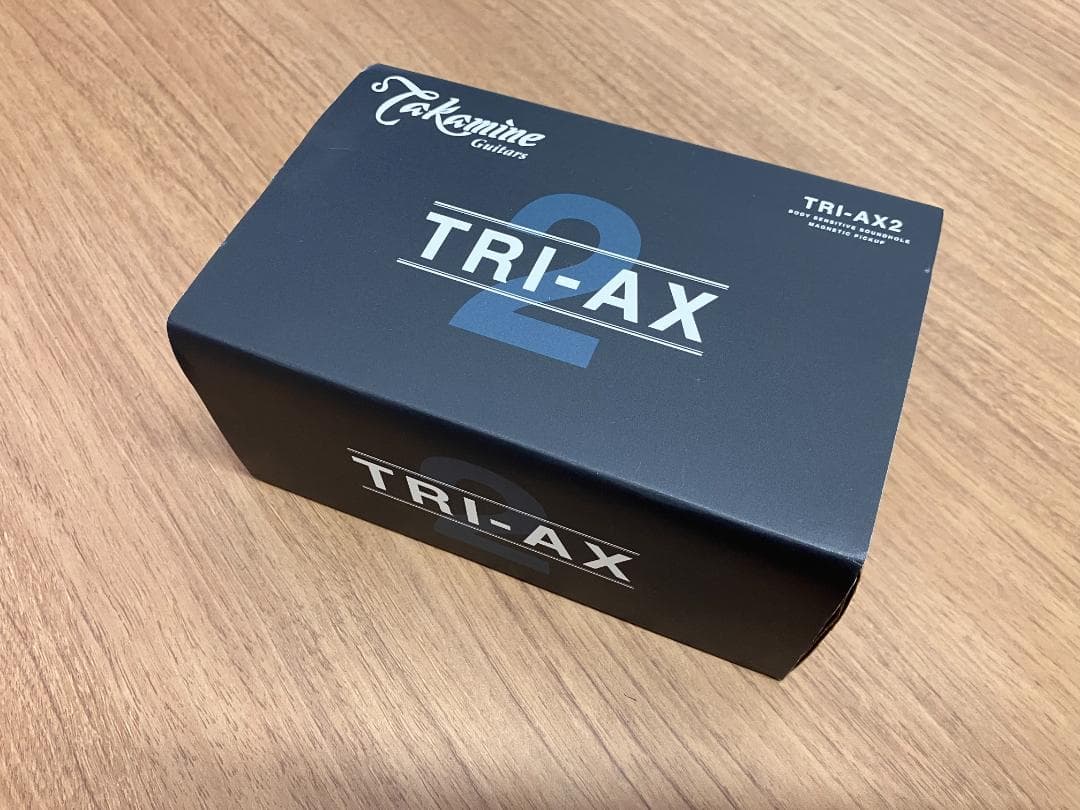 Takamine
Guitars
TRI-AX2
BODY SENSITIVE SOUNDHOLE
MAGNETIC PICKUP
2
TRI-AX
2
TRI-AX